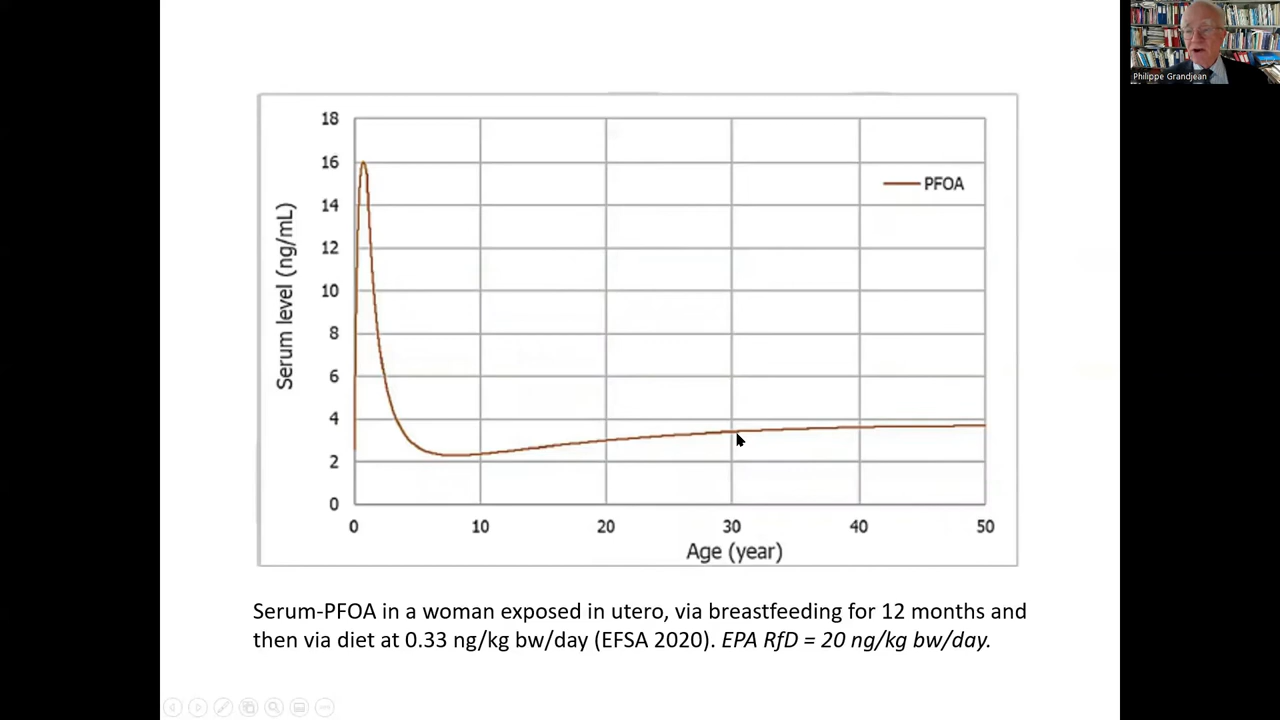 Philippe Grandjean
18
16
14
12
10
8
6
4
2
0
Serum level (ng/mL)
PFOA
0 10 20 30 40 50
Age (year)
Serum-PFOA in a woman exposed in utero, via breastfeeding for 12 months and
then via diet at 0.33 ng/kg bw/day (EFSA 2020). EPA RfD = 20 ng/kg bw/day.